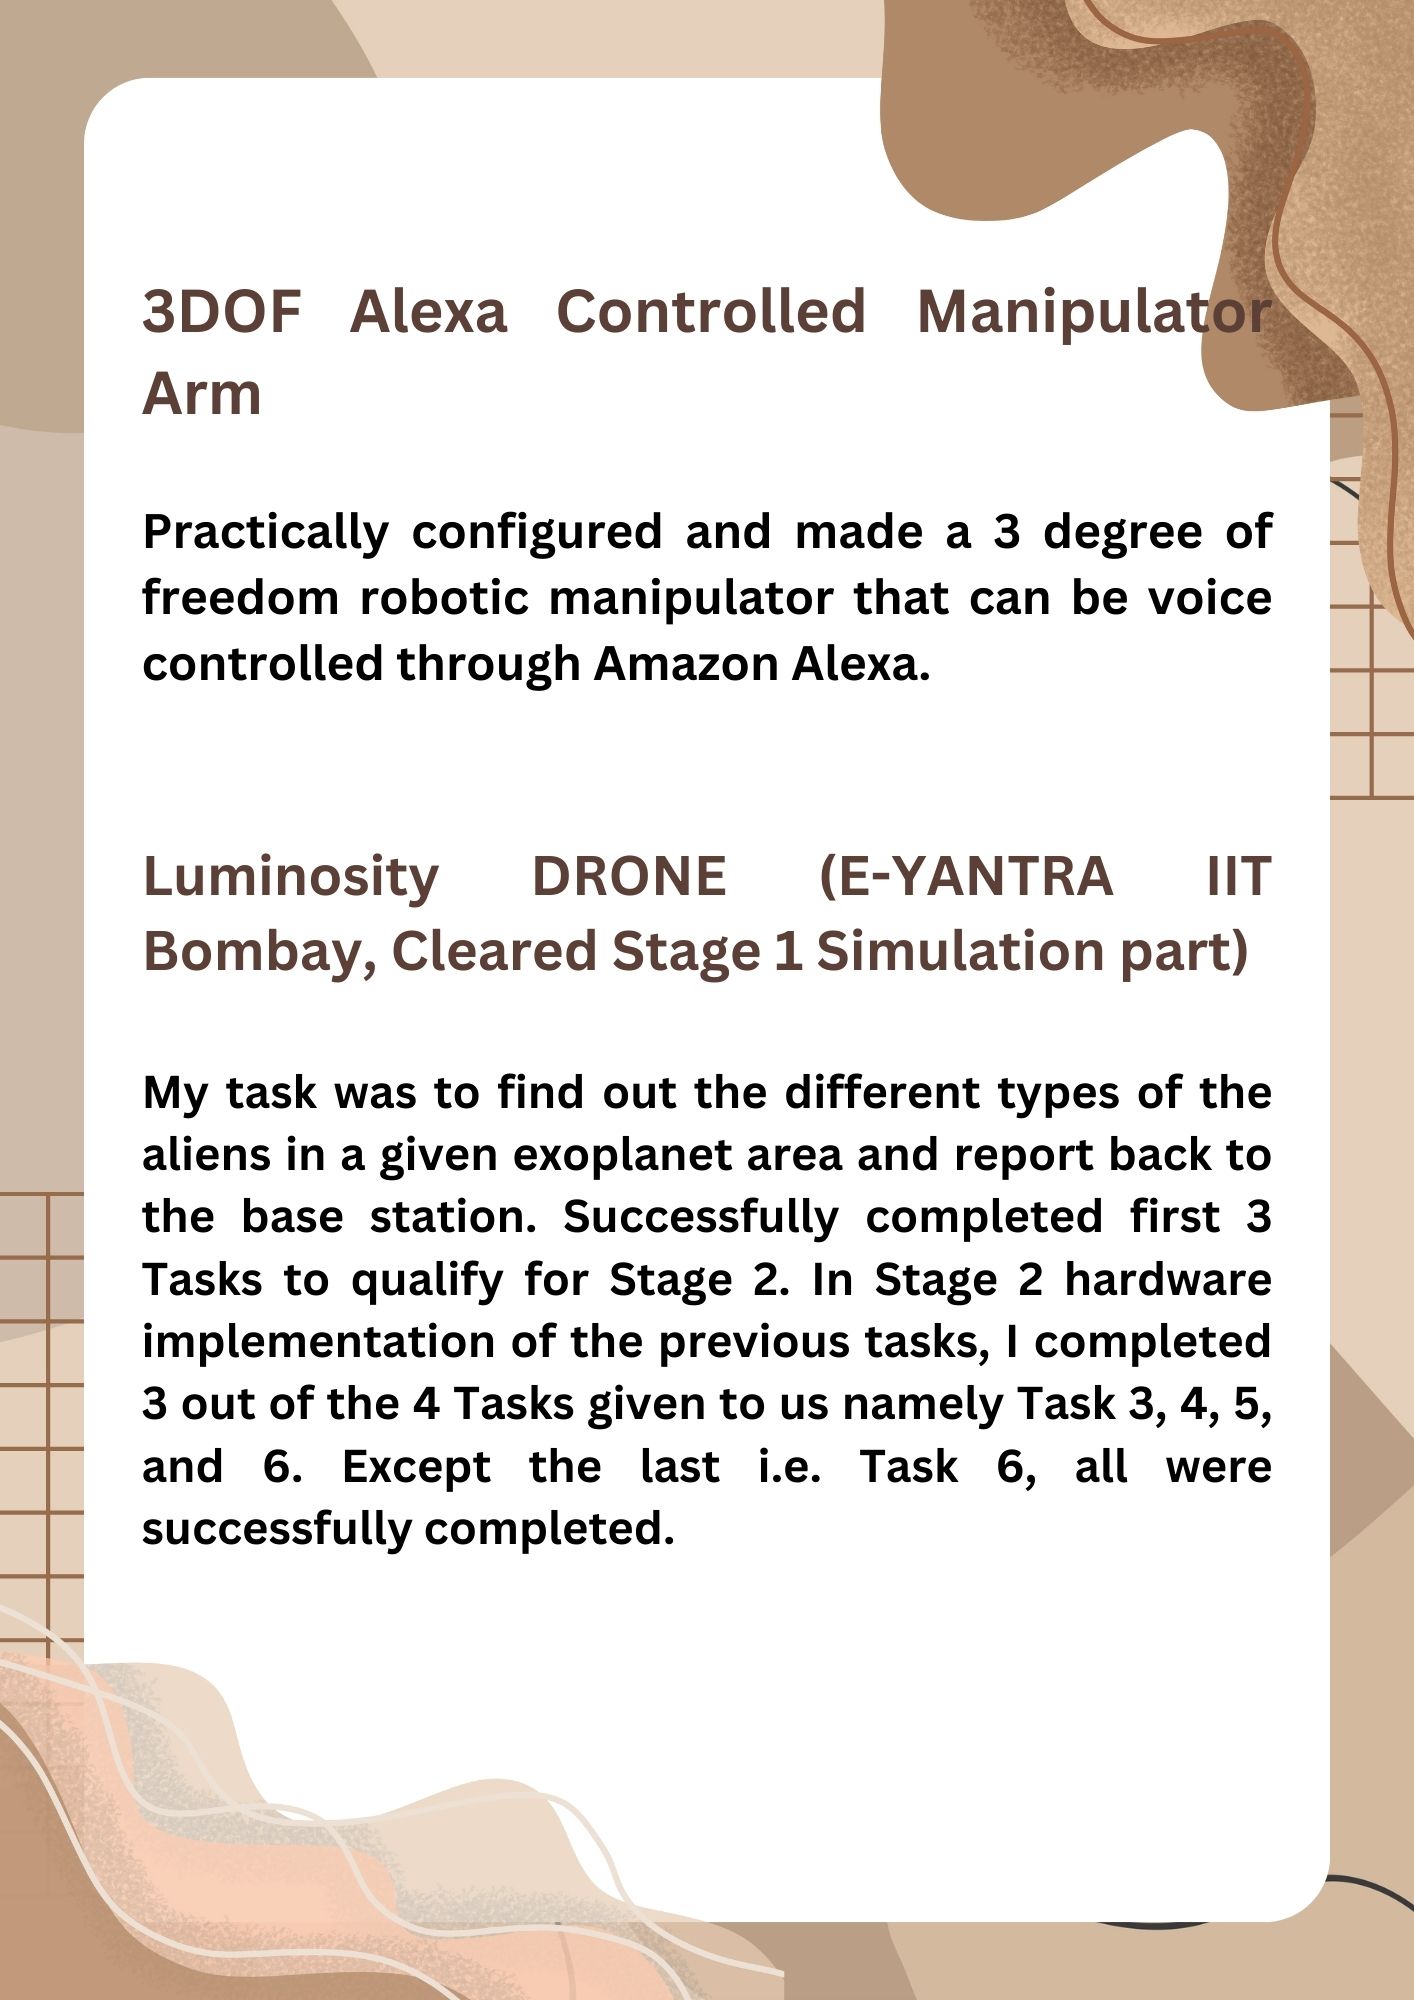 3DOF Alexa Controlled Manipulator
Arm
Practically configured and made a 3 degree of
freedom robotic manipulator that can be voice
controlled through Amazon Alexa.
Luminosity DRONE (E-YANTRA IIT
Bombay, Cleared Stage 1 Simulation part)
My task was to find out the different types of the
aliens in a given exoplanet area and report back to
the base station. Successfully completed first 3
Tasks to qualify for Stage 2. In Stage 2 hardware
implementation of the previous tasks, I completed
3 out of the 4 Tasks given to us namely Task 3, 4, 5,
and 6. Except the last i.e. Task 6, all were
successfully completed.